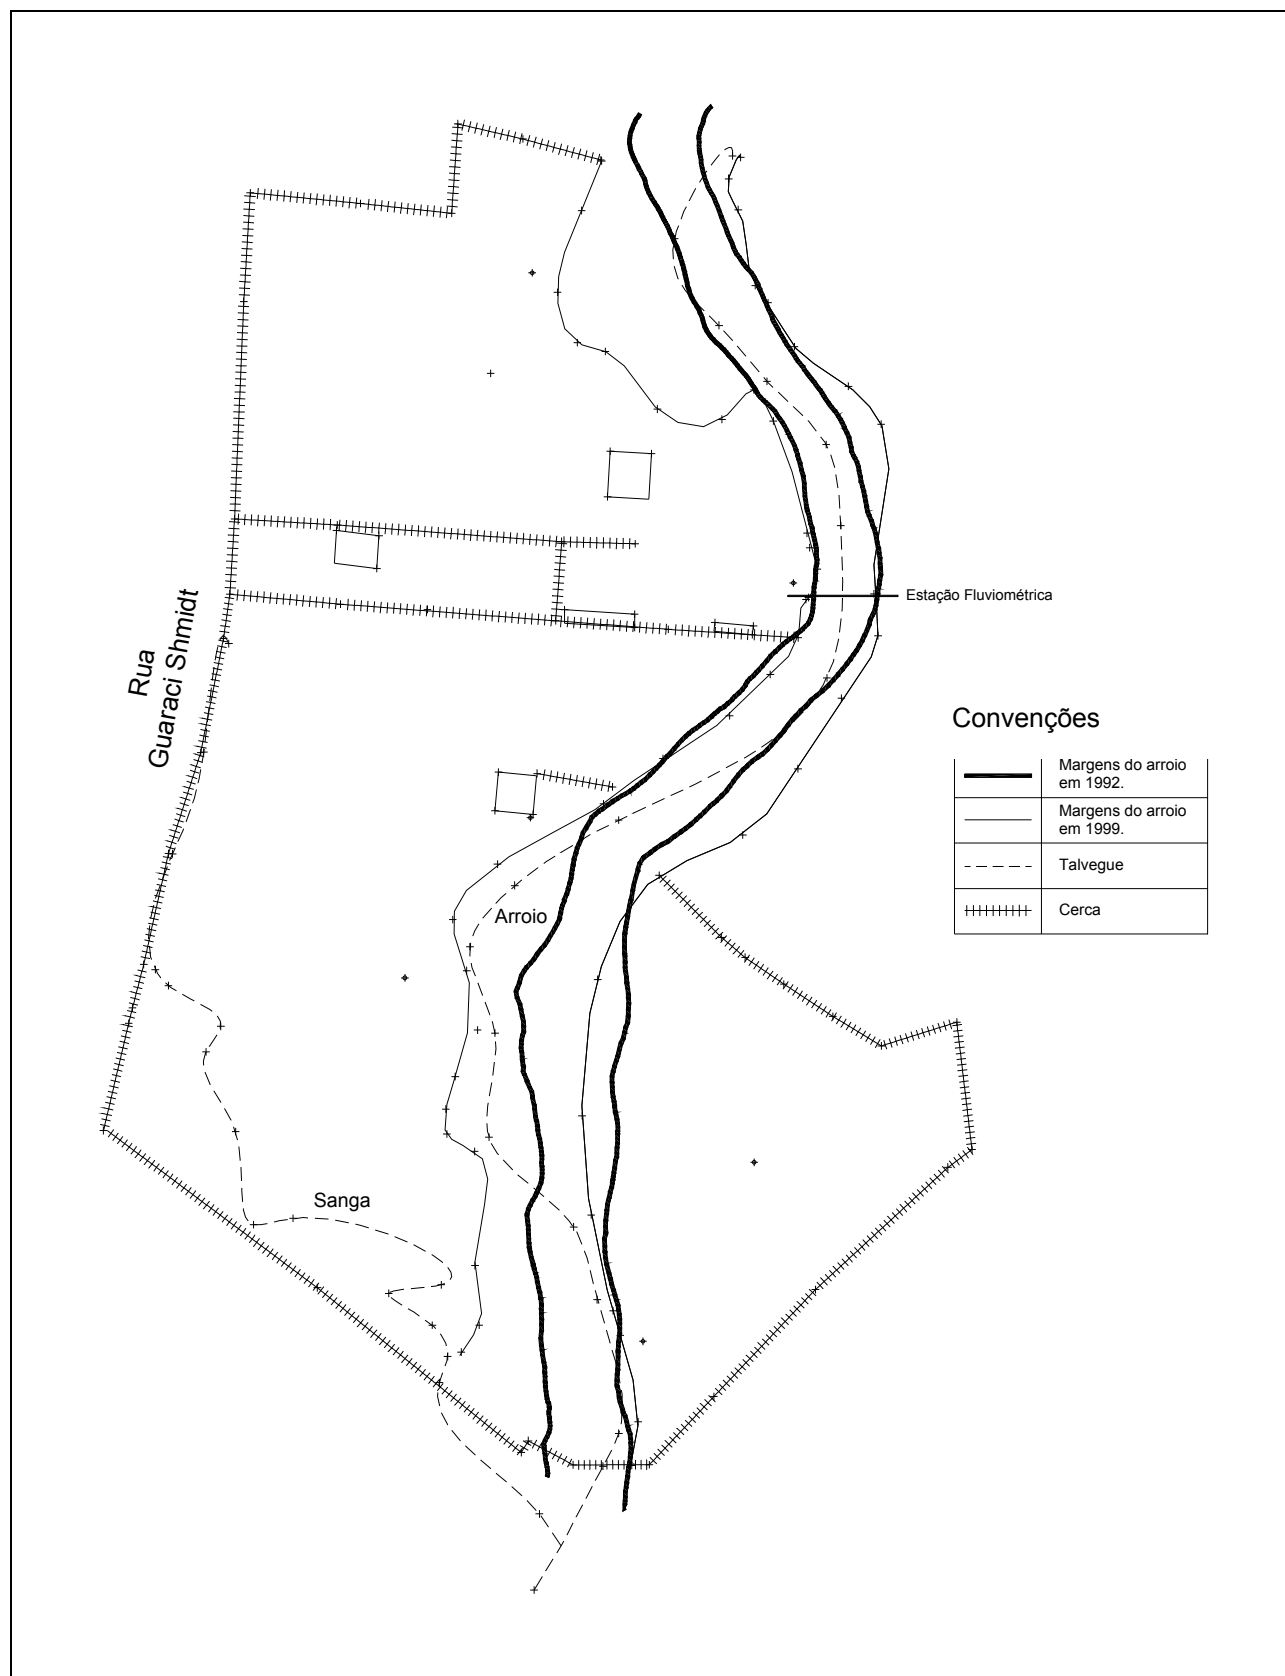 Estação Fluviométrica
Rua
Guaraci Shmidt
Convenções
Margens do arroio
em 1992.
Margens do arroio
em 1999.
Talvegue
Cerca
Arroio
Sanga